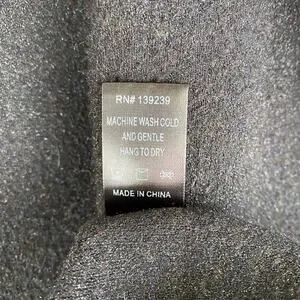 RN# 139239
MACHINE WASH COLD
AND GENTLE
HANG TO DRY
MADE IN CHINA